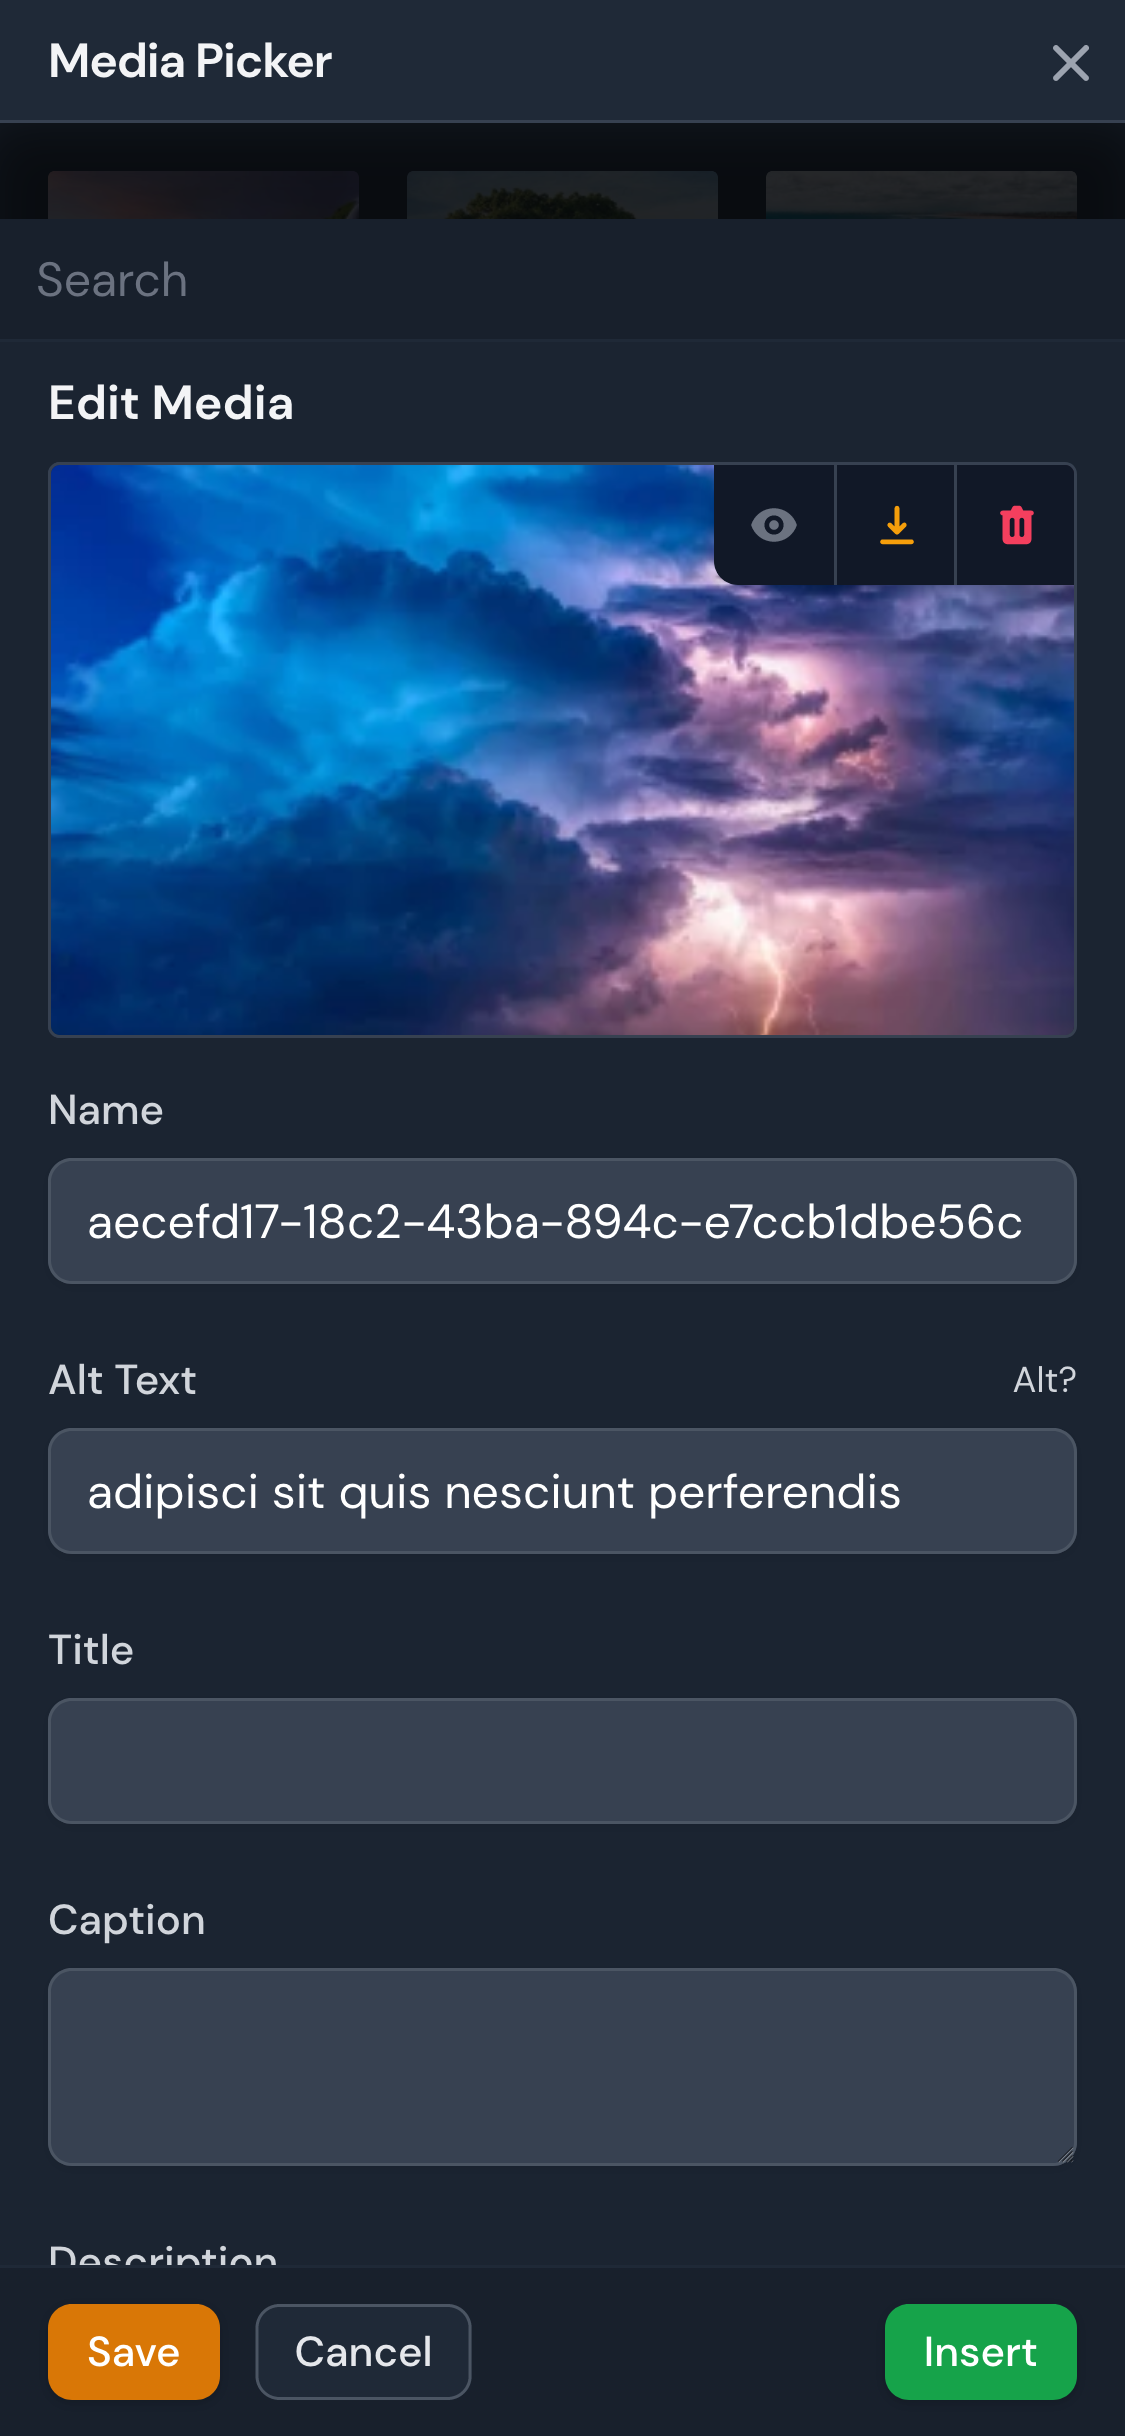 Media Picker
Search
Edit Media
Name
aecefd17-18c2-43ba-894c-e7ccb1dbe56c
Alt Text
Alt?
adipisci sit quis nesciunt perferendis
Title
Caption
Description
Save
Cancel
Insert